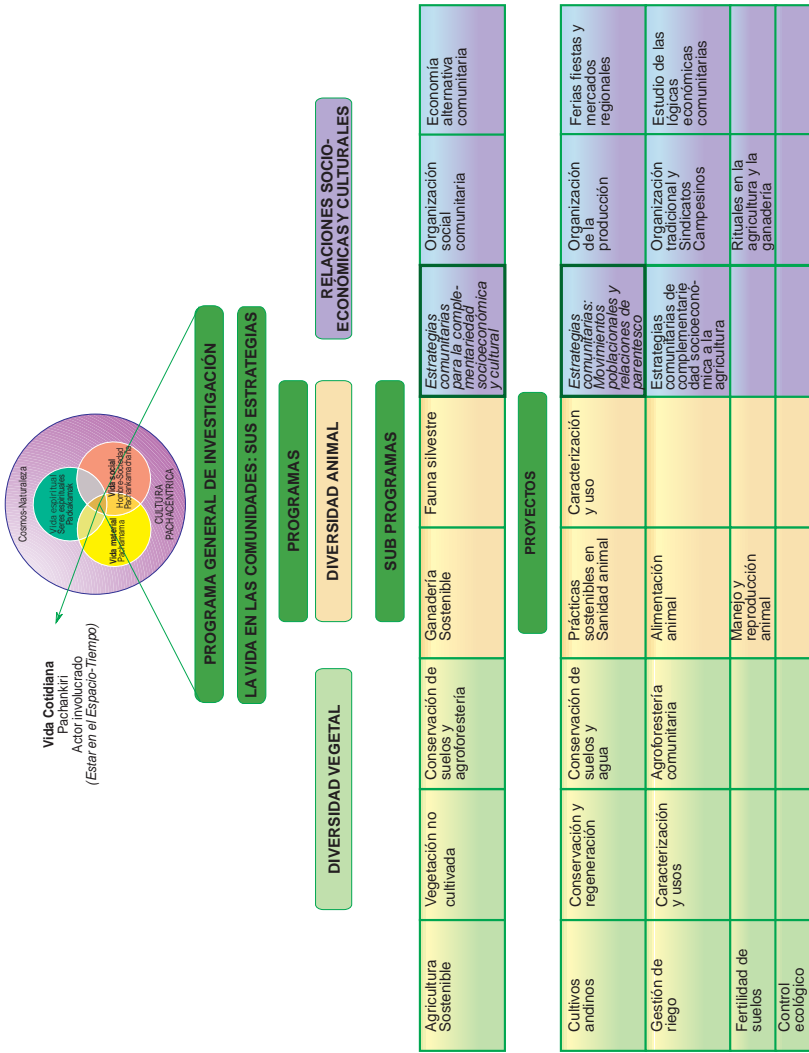 Cosmos-Naturaleza
Vida espiritual
Seres espirituales
Pachakamak
Vida social
Hombre-Sociedad
Pachankamachana
Vida material
Pachamama
CULTURA
PACHACÉNTRICA
Vida Cotidiana
Pachankiri
Actor involucrado
(Estar en el Espacio-Tiempo)
PROGRAMA GENERAL DE INVESTIGACIÓN
LA VIDA EN LAS COMUNIDADES: SUS ESTRATEGIAS
PROGRAMAS
DIVERSIDAD VEGETAL
DIVERSIDAD ANIMAL
RELACIONES SOCIO-
ECONÓMICAS Y CULTURALES
SUB PROGRAMAS
Agricultura
Sostenible
Vegetación no
cultivada
Conservación de
suelos y
agroforestería
Ganadería
Sostenible
Fauna silvestre
Estrategias
comunitarias
para la comple-
mentariedad
socioeconómica
y cultural
Organización
social
comunitaria
Economía
alternativa
comunitaria
PROYECTOS
Cultivos
andinos
Conservación y
regeneración
Conservación de
suelos y
agua
Prácticas
sostenibles en
Sanidad animal
Caracterización
y uso
Estrategias
comunitarias:
Movimientos
poblacionales y
relaciones de
parentesco
Organización
de la
producción
Ferias fiestas y
mercados
regionales
Gestión de
riego
Caracterización
y usos
Agroforestería
comunitaria
Alimentación
animal
Estrategias
comunitarias de
complementarie
dad socioeconó-
mica a la
agricultura
Organización
tradicional y
Sindicatos
Campesinos
Estudio de las
lógicas
económicas
comunitarias
Fertilidad de
suelos
Manejo y
reproducción
animal
Rituales en la
agricultura y la
ganadería
Control
ecológico